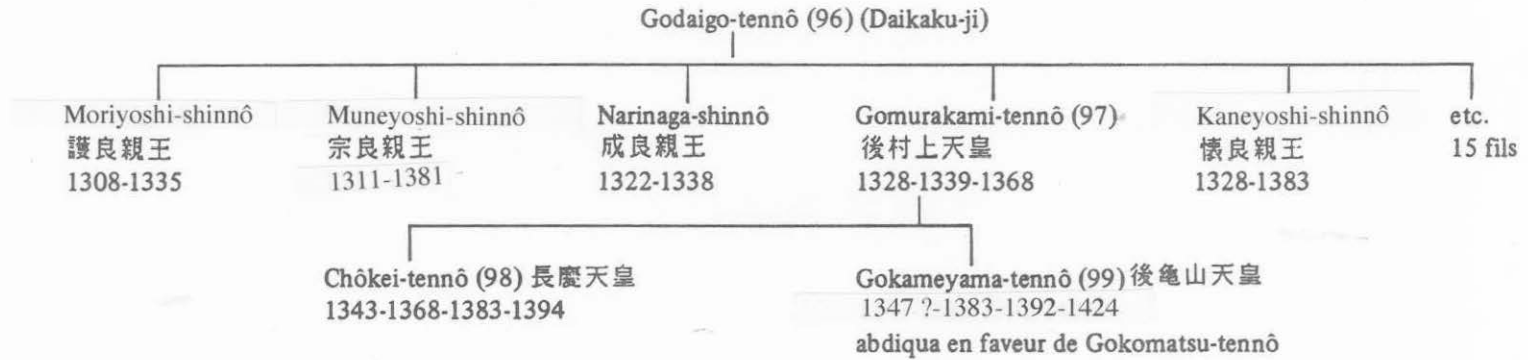 Godaigo-tennô (96) (Daikaku-ji)
Moriyoshi-shinnô
護良親王
1308-1335
Muneyoshi-shinnô
宗良親王
1311-1381
Narinaga-shinnô
成良親王
1322-1338
Gomurakami-tennô (97)
後村上天皇
1328-1339-1368
Kaneyoshi-shinnô
懐良親王
1328-1383
etc.
15 fils
Chôkei-tennô (98) 長慶天皇
1343-1368-1383-1394
Gokameyama-tennô (99) 後亀山天皇
1347 ?-1383-1392-1424
abdiqua en faveur de Gokomatsu-tennô